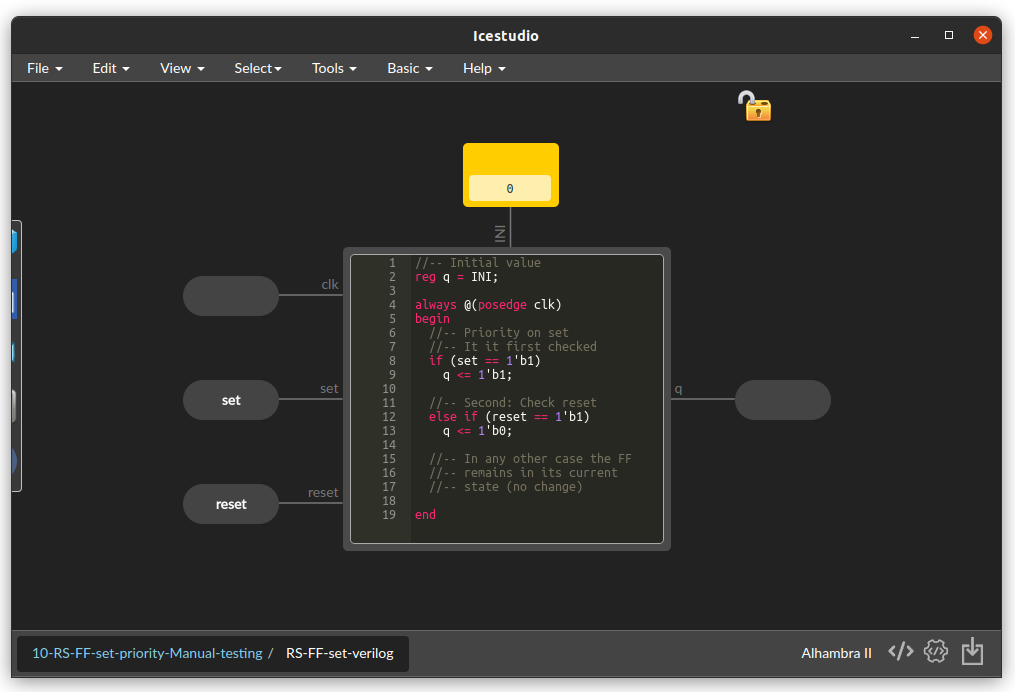 Icestudio
File Edit View Select Tools Basic Help
0
INI
clk
set
set
reset
reset
q
1 //-- Initial value
2 reg q = INI;
3
4 always @(posedge clk)
5 begin
6 //-- Priority on set
7 //-- It it first checked
8 if (set == 1'b1)
9 q <= 1'b1;
10
11 //-- Second: Check reset
12 else if (reset == 1'b1)
13 q <= 1'b0;
14
15 //-- In any other case the FF
16 //-- remains in its current
17 //-- state (no change)
18
19 end
10-RS-FF-set-priority-Manual-testing / RS-FF-set-verilog
Alhambra II </>